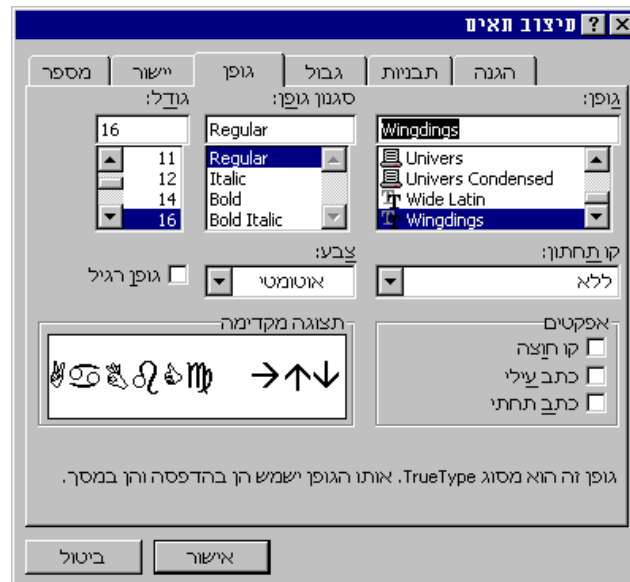 עיצוב תאים
מספר יישור גופן גבול תבניות הגנה
גופן: סגנון גופן: גודל:
Wingdings Regular 16
Univers Regular 11
Univers Condensed Italic 12
Wide Latin Bold 14
Wingdings Bold Italic 16
קו תחתון: צבע:
ללא אוטומטי גופן רגיל
אפקטים תצוגה מקדימה
קו חוצה
כתב עילי
כתב תחתי
גופן זה הוא מסוג TrueType. אותו הגופן ישמש הן בהדפסה והן במסך.
אישור ביטול